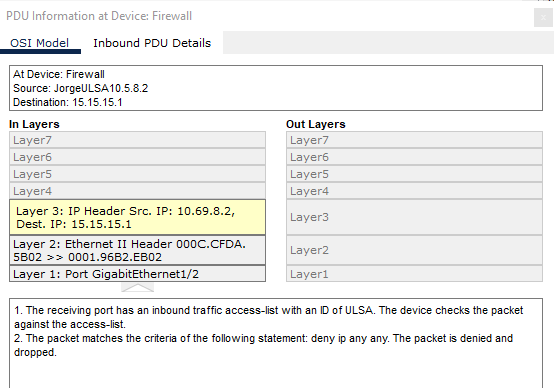 PDU Information at Device: Firewall
OSI Model Inbound PDU Details
At Device: Firewall
Source: JorgeULSA10.5.8.2
Destination: 15.15.15.1
In Layers Out Layers
Layer7 Layer7
Layer6 Layer6
Layer5 Layer5
Layer4 Layer4
Layer 3: IP Header Src. IP: 10.69.8.2,
Dest. IP: 15.15.15.1
Layer3
Layer 2: Ethernet II Header 000C.CFDA.
5B02 >> 0001.96B2.EB02
Layer2
Layer 1: Port GigabitEthernet1/2 Layer1
1. The receiving port has an inbound traffic access-list with an ID of ULSA. The device checks the packet
against the access-list.
2. The packet matches the criteria of the following statement: deny ip any any. The packet is denied and
dropped.